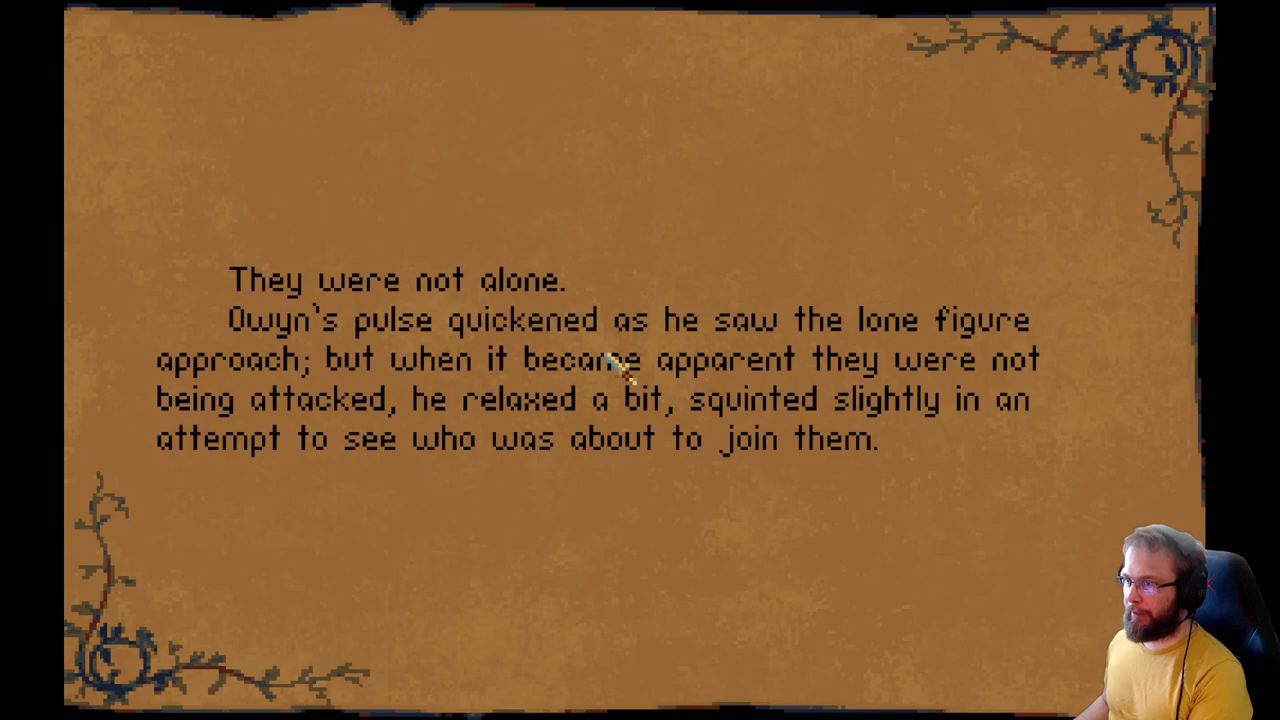 They were not alone.
Owyn's pulse quickened as he saw the lone figure
approach; but when it became apparent they were not
being attacked, he relaxed a bit, squinted slightly in an
attempt to see who was about to join them.